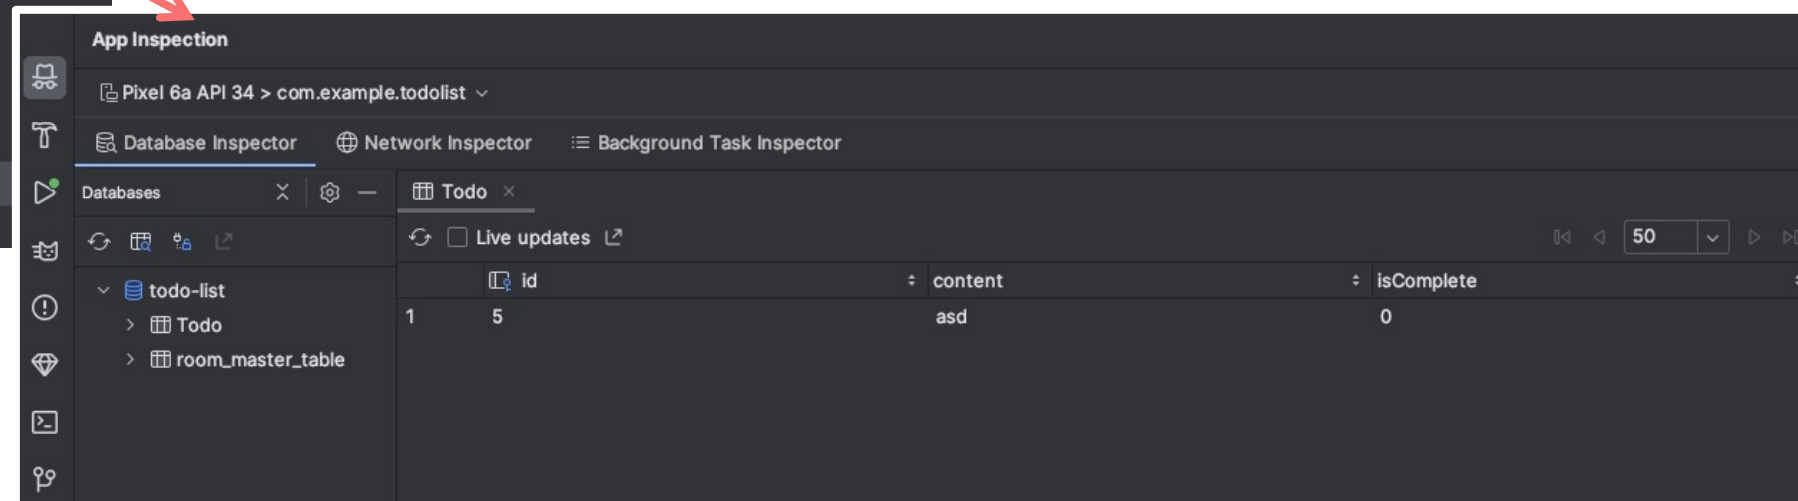 App Inspection
Pixel 6a API 34 > com.example.todolist
Database Inspector Network Inspector Background Task Inspector
Databases Todo
Live updates 50
id content isComplete
todo-list
1 5 asd 0
Todo
room_master_table